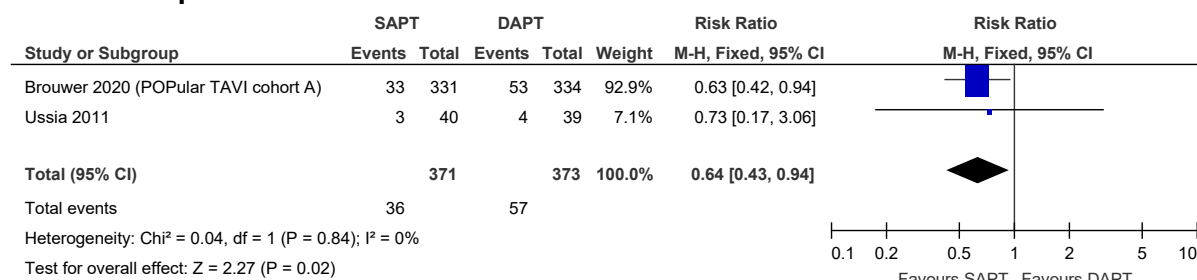 SAPT DAPT Risk Ratio Risk Ratio
Study or Subgroup Events Total Events Total Weight M-H, Fixed, 95% CI M-H, Fixed, 95% CI
Brouwer 2020 (POPular TAVI cohort A) 33 331 53 334 92.9% 0.63 [0.42, 0.94]
Ussia 2011 3 40 4 39 7.1% 0.73 [0.17, 3.06]
Total (95% CI) 371 373 100.0% 0.64 [0.43, 0.94]
Total events 36 57
Heterogeneity: Chi² = 0.04, df = 1 (P = 0.84); I² = 0%
Test for overall effect: Z = 2.27 (P = 0.02)
0.1 0.2 0.5 1 2 5 10
Favours SAPT Favours DAPT